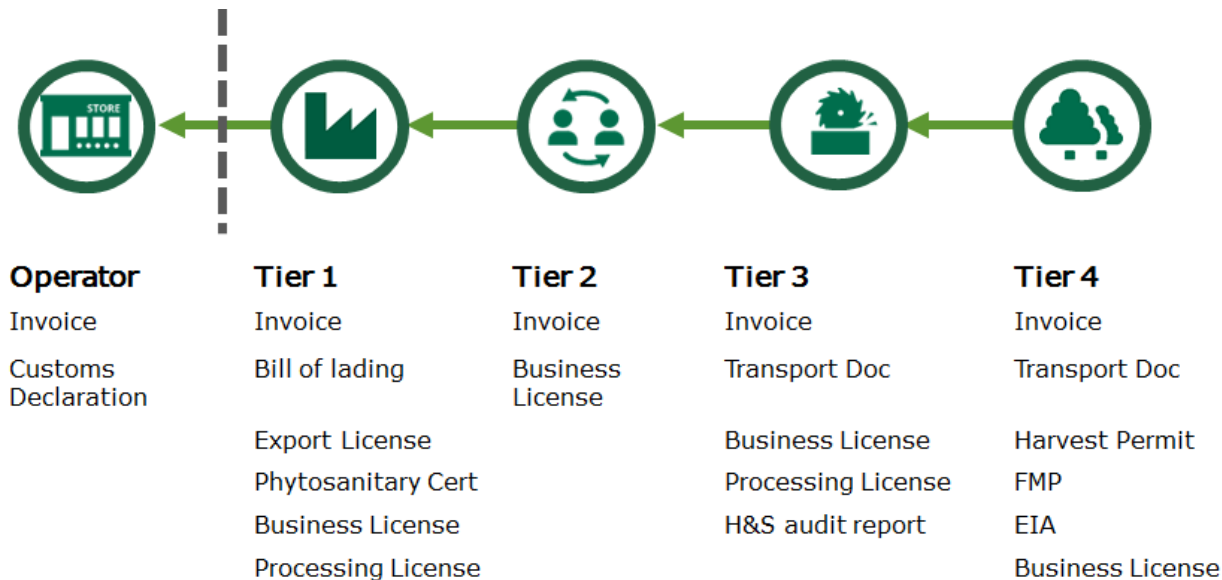 STORE
Operator
Invoice
Customs
Declaration
Tier 1
Invoice
Bill of lading
Export License
Phytosanitary Cert
Business License
Processing License
Tier 2
Invoice
Business
License
Tier 3
Invoice
Transport Doc
Business License
Processing License
H&S audit report
Tier 4
Invoice
Transport Doc
Harvest Permit
FMP
EIA
Business License